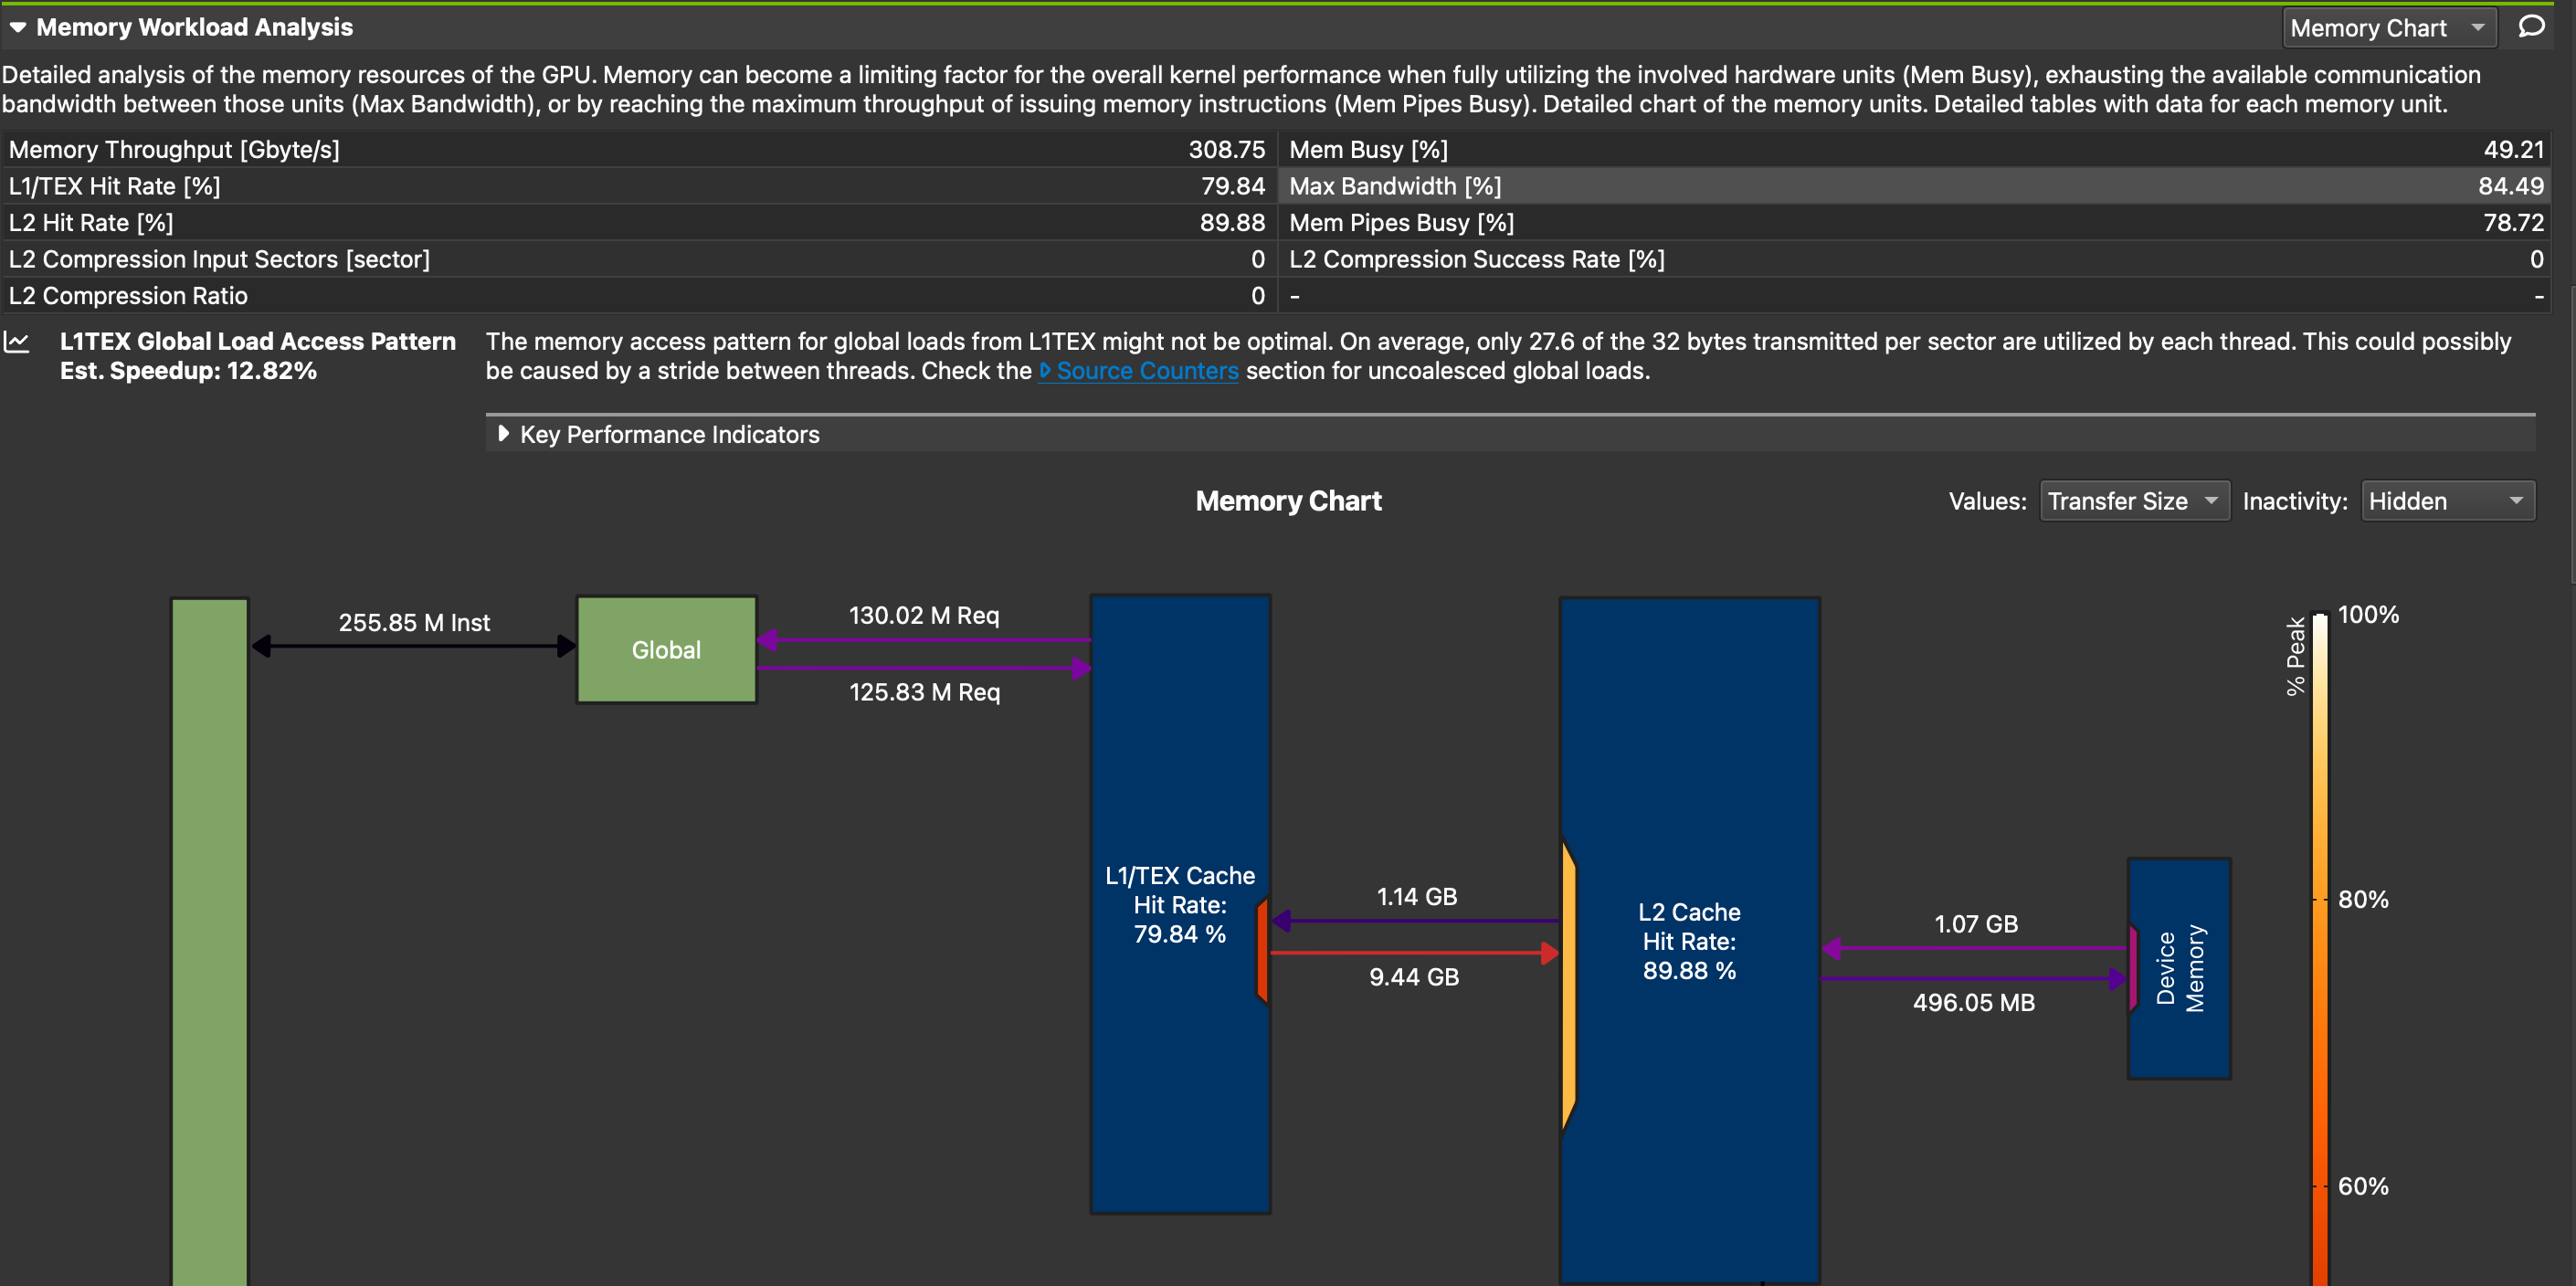 Memory Workload Analysis
Memory Chart
Detailed analysis of the memory resources of the GPU. Memory can become a limiting factor for the overall kernel performance when fully utilizing the involved hardware units (Mem Busy), exhausting the available communication
bandwidth between those units (Max Bandwidth), or by reaching the maximum throughput of issuing memory instructions (Mem Pipes Busy). Detailed chart of the memory units. Detailed tables with data for each memory unit.
Memory Throughput [Gbyte/s] 308.75 Mem Busy [%] 49.21
L1/TEX Hit Rate [%] 79.84 Max Bandwidth [%] 84.49
L2 Hit Rate [%] 89.88 Mem Pipes Busy [%] 78.72
L2 Compression Input Sectors [sector] 0 L2 Compression Success Rate [%] 0
L2 Compression Ratio 0 - -
L1TEX Global Load Access Pattern
Est. Speedup: 12.82%
The memory access pattern for global loads from L1TEX might not be optimal. On average, only 27.6 of the 32 bytes transmitted per sector are utilized by each thread. This could possibly
be caused by a stride between threads. Check the Source Counters section for uncoalesced global loads.
Key Performance Indicators
Memory Chart
Values: Transfer Size Inactivity: Hidden
255.85 M Inst
Global
130.02 M Req
125.83 M Req
L1/TEX Cache
Hit Rate:
79.84 %
1.14 GB
9.44 GB
L2 Cache
Hit Rate:
89.88 %
1.07 GB
496.05 MB
Device
Memory
% Peak
100%
80%
60%